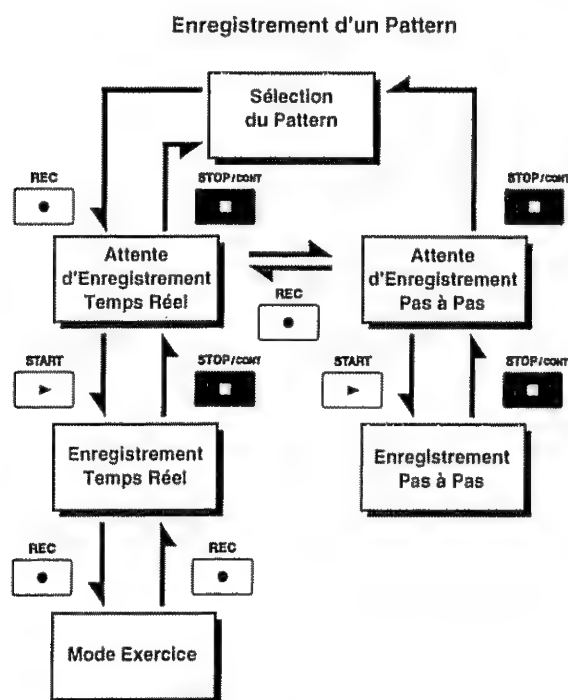 Enregistrement d'un Pattern
Sélection
du Pattern
REC
STOP/CONT
STOP/CONT
Attente
d'Enregistrement
Temps Réel
Attente
d'Enregistrement
Pas à Pas
REC
START
STOP/CONT
START
STOP/CONT
Enregistrement
Temps Réel
Enregistrement
Pas à Pas
REC
REC
Mode Exercice